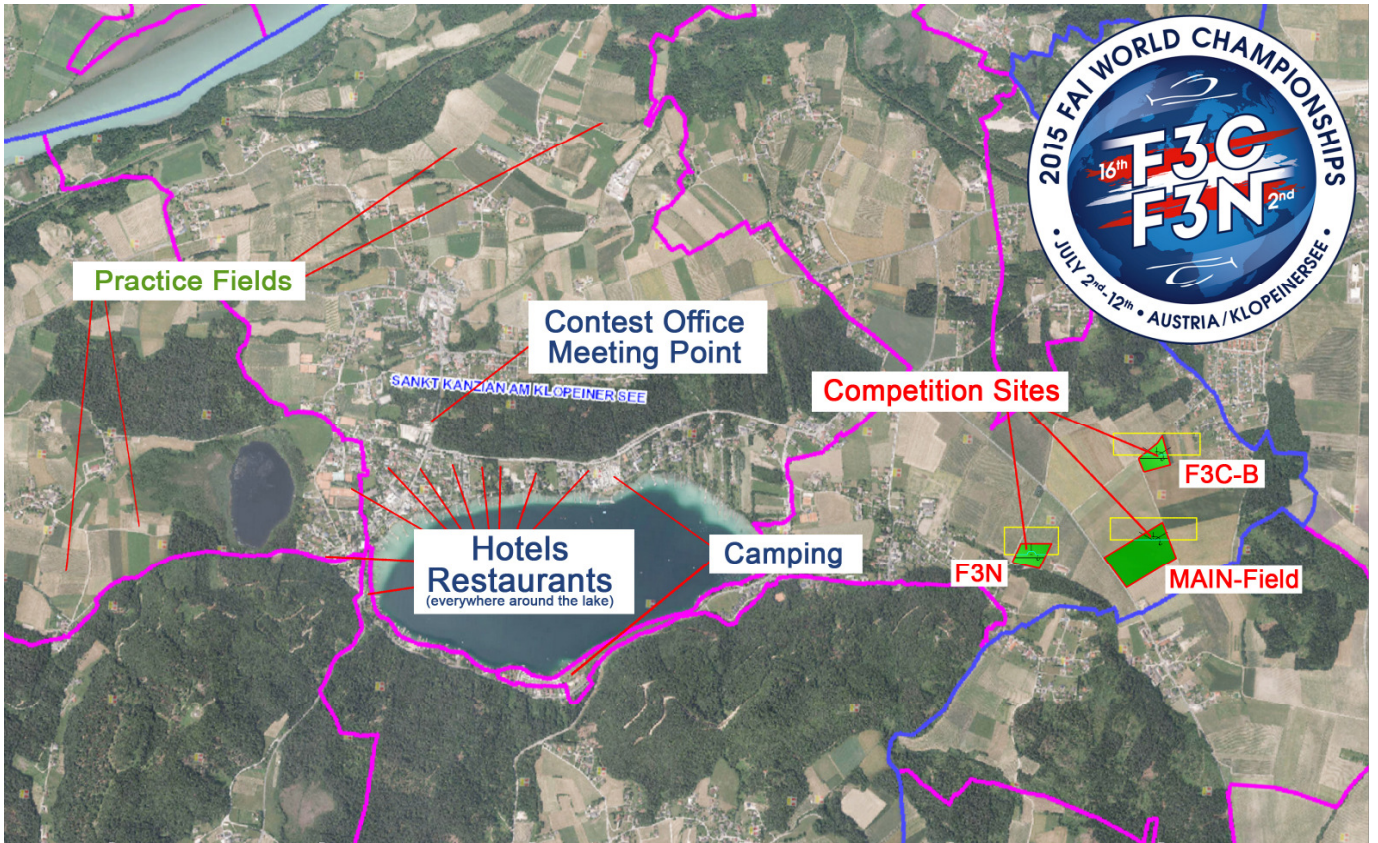 2015 FAI WORLD CHAMPIONSHIPS
16th F3C
F3N 2nd
• JULY 2nd-12th • AUSTRIA/KLOPEINERSEE •
Practice Fields
Contest Office
Meeting Point
SANKT KANZIAN AM KLOPEINER SEE
Competition Sites
F3C-B
Hotels
Restaurants
(everywhere around the lake)
Camping
F3N
MAIN-Field